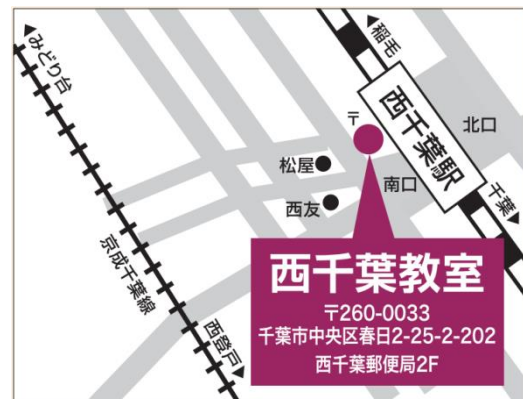 ◀みどり台
▲稲毛
西千葉駅
北口
〒
松屋
南口
西友
千葉▶
京成千葉線
西登戸▶
西千葉教室
〒260-0033
千葉市中央区春日2-25-2-202
西千葉郵便局2F